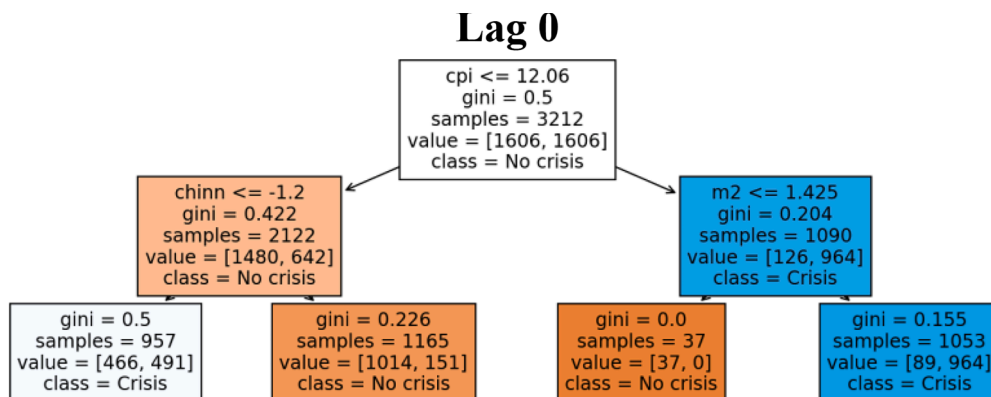 Lag 0
cpi <= 12.06
gini = 0.5
samples = 3212
value = [1606, 1606]
class = No crisis
chinn <= -1.2
gini = 0.422
samples = 2122
value = [1480, 642]
class = No crisis
m2 <= 1.425
gini = 0.204
samples = 1090
value = [126, 964]
class = Crisis
gini = 0.5
samples = 957
value = [466, 491]
class = Crisis
gini = 0.226
samples = 1165
value = [1014, 151]
class = No crisis
gini = 0.0
samples = 37
value = [37, 0]
class = No crisis
gini = 0.155
samples = 1053
value = [89, 964]
class = Crisis